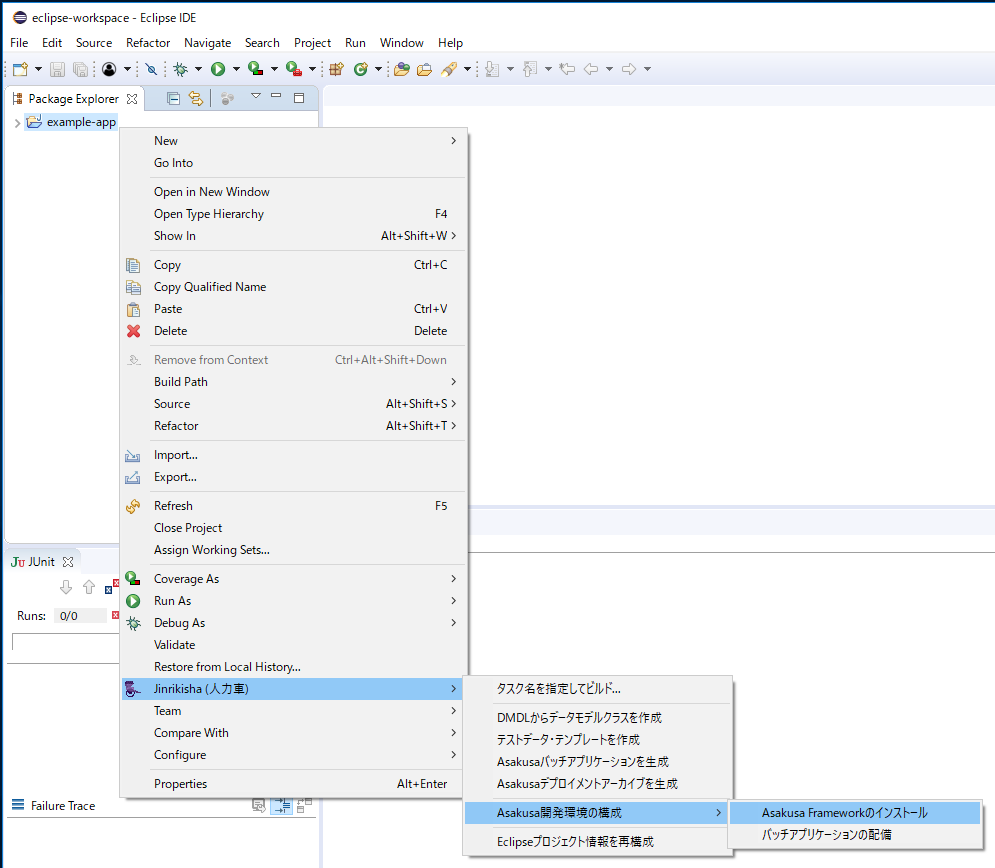 eclipse-workspace - Eclipse IDE
File Edit Source Refactor Navigate Search Project Run Window Help
Package Explorer
example-app
New
Go Into
Open in New Window
Open Type Hierarchy F4
Show In Alt+Shift+W
Copy Ctrl+C
Copy Qualified Name
Paste Ctrl+V
Delete Delete
Remove from Context Ctrl+Alt+Shift+Down
Build Path
Source Alt+Shift+S
Refactor Alt+Shift+T
Import...
Export...
Refresh F5
Close Project
Assign Working Sets...
Coverage As
Run As
Debug As
Validate
Restore from Local History...
Jinrikisha (人力車)
Team
Compare With
Configure
Properties Alt+Enter
タスク名を指定してビルド...
DMDLからデータモデルクラスを作成
テストデータ・テンプレートを作成
Asakusaバッチアプリケーションを生成
Asakusaデプロイメントアーカイブを生成
Asakusa開発環境の構成
Eclipseプロジェクト情報を再構成
Asakusa Frameworkのインストール
バッチアプリケーションの配備
JUnit
Runs: 0/0
Failure Trace